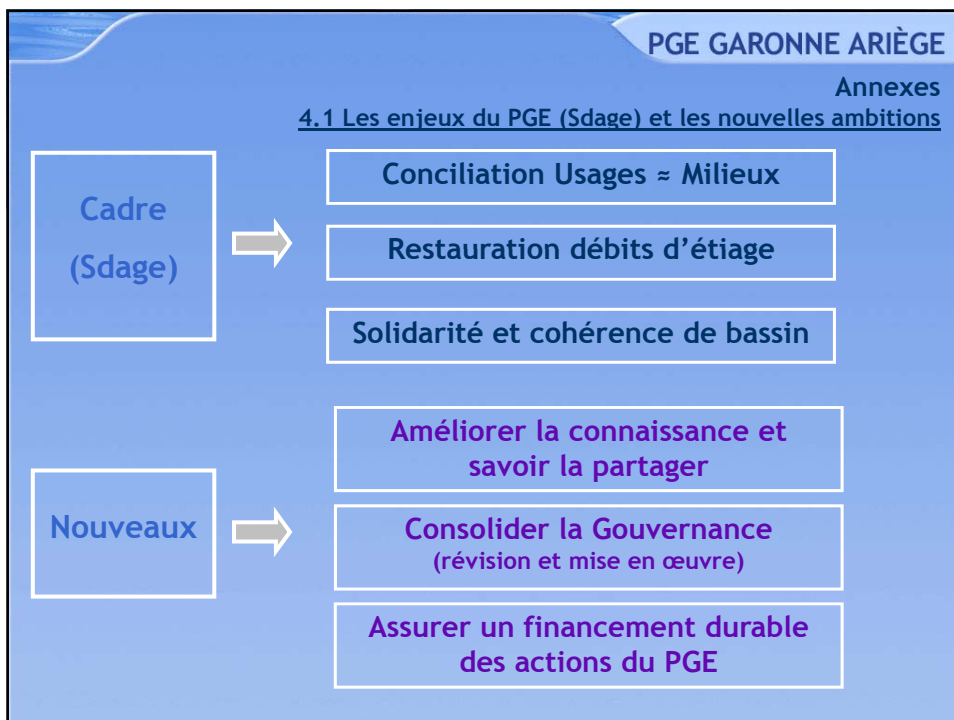 PGE GARONNE ARIÈGE
Annexes
4.1 Les enjeux du PGE (Sdage) et les nouvelles ambitions
Cadre
(Sdage)
Conciliation Usages ≈ Milieux
Restauration débits d’étiage
Solidarité et cohérence de bassin
Nouveaux
Améliorer la connaissance et
savoir la partager
Consolider la Gouvernance
(révision et mise en œuvre)
Assurer un financement durable
des actions du PGE